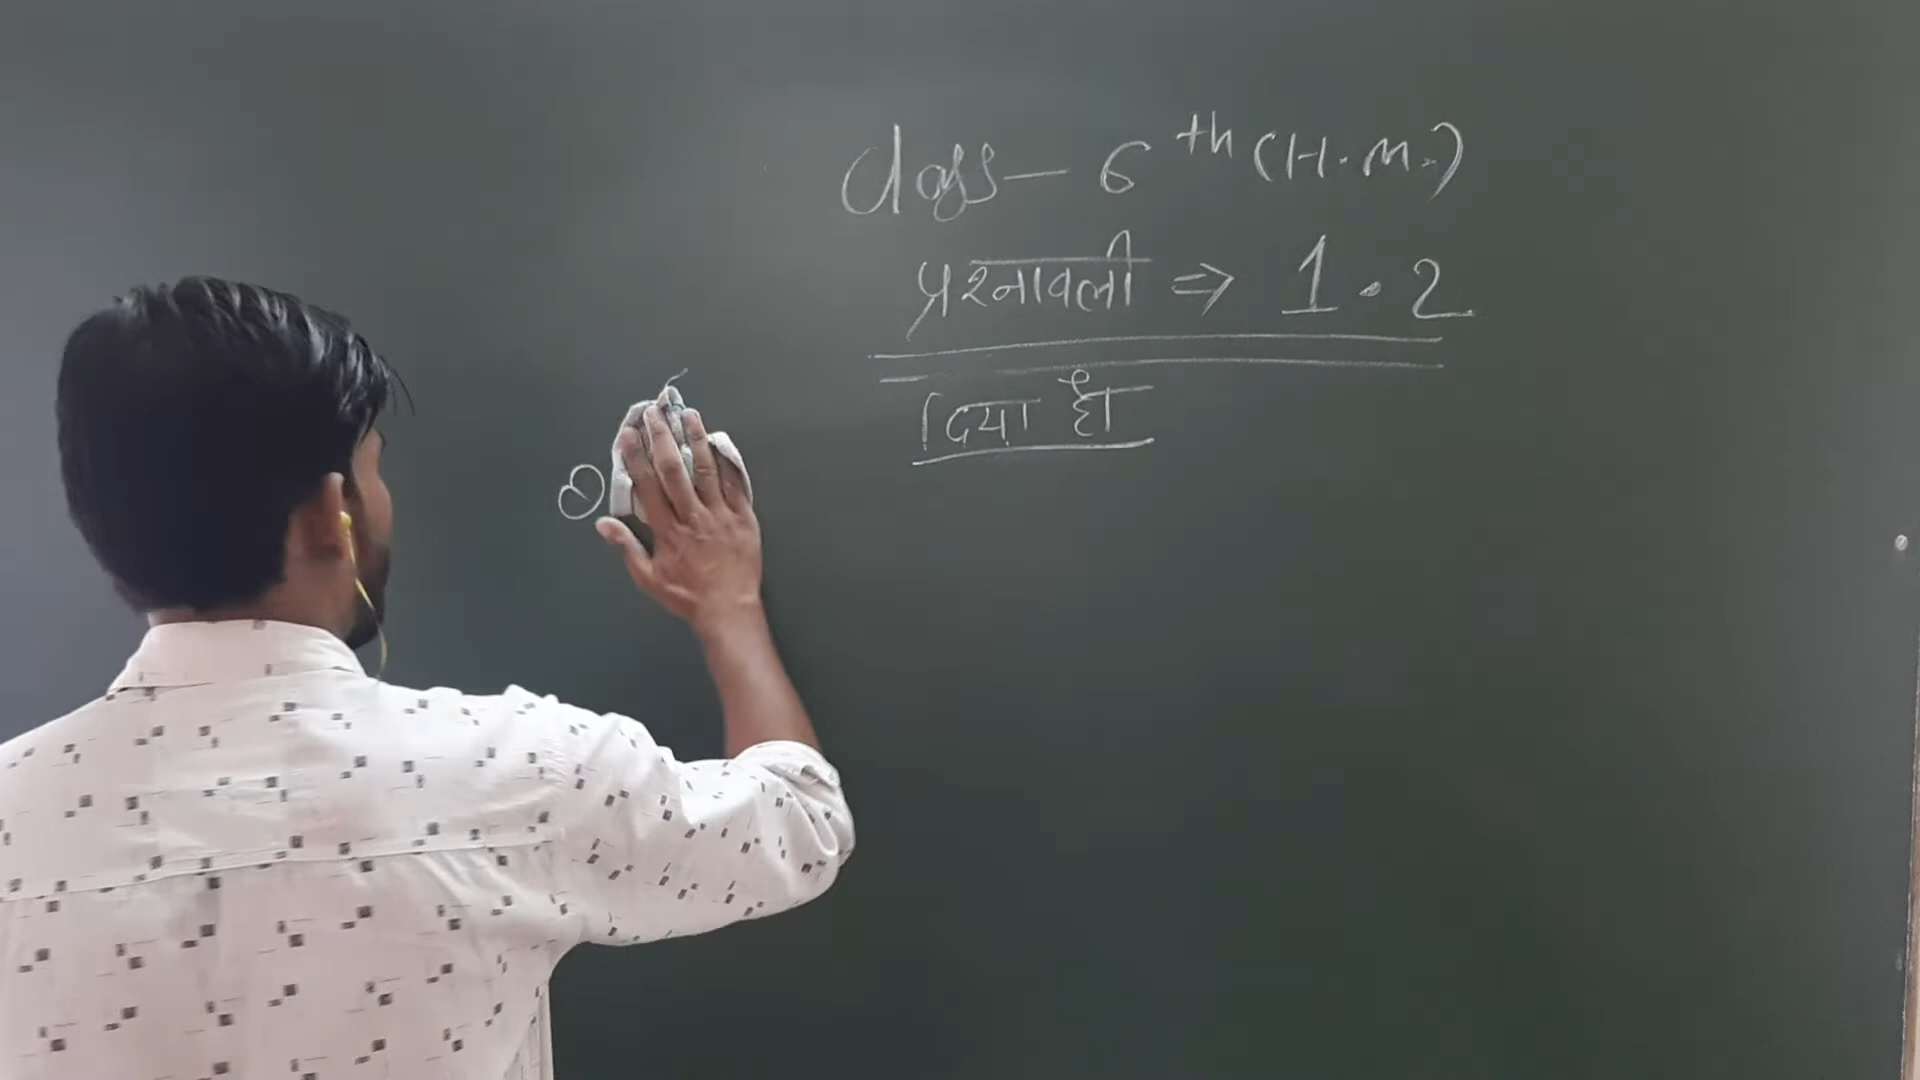 Class – 6th (H.M.)
प्रश्नावली ⇒ 1.2
दिया है